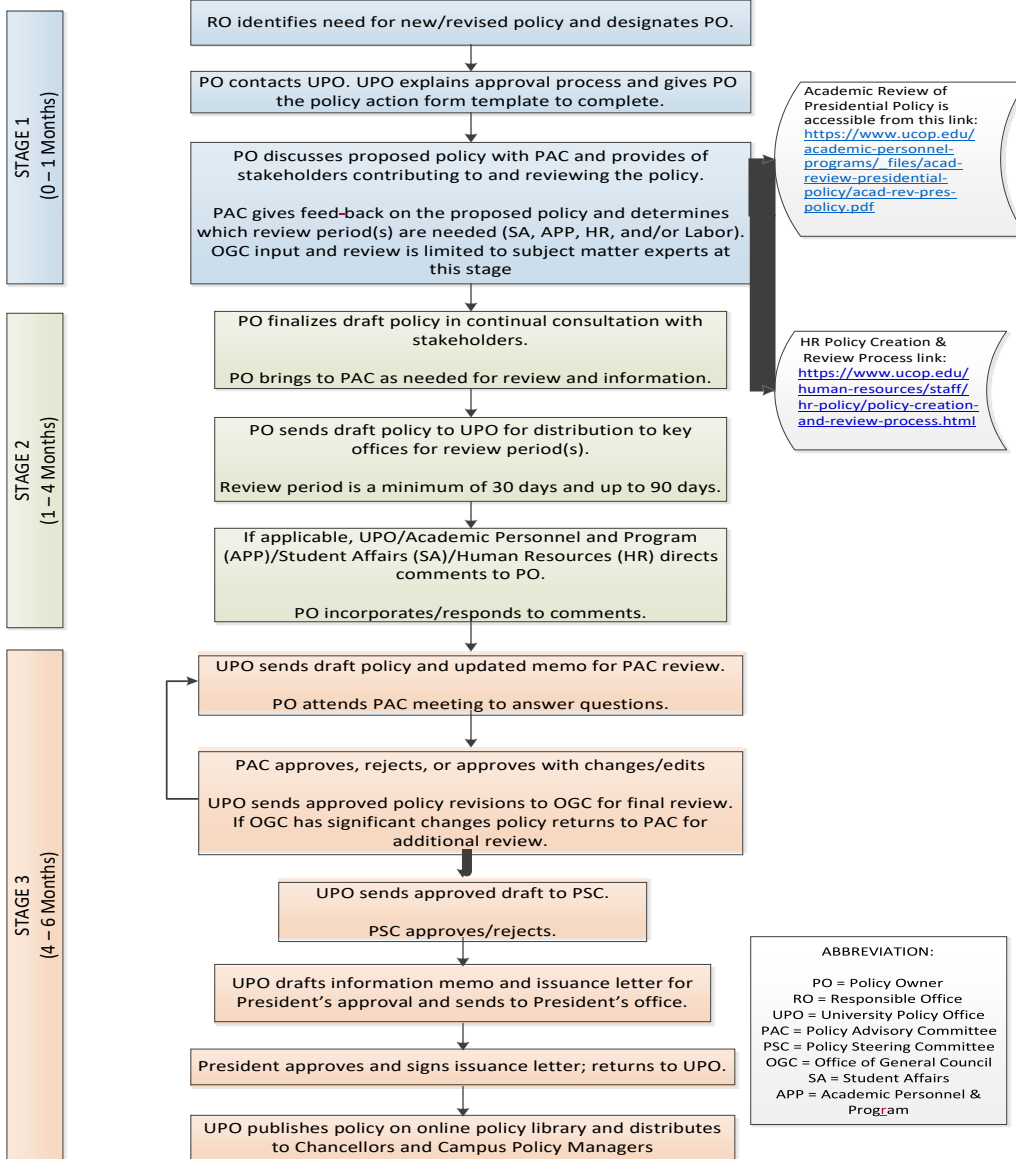 STAGE 1
(0 – 1 Months)
RO identifies need for new/revised policy and designates PO.
PO contacts UPO. UPO explains approval process and gives PO
the policy action form template to complete.
PO discusses proposed policy with PAC and provides of
stakeholders contributing to and reviewing the policy.
PAC gives feed-back on the proposed policy and determines
which review period(s) are needed (SA, APP, HR, and/or Labor).
OGC input and review is limited to subject matter experts at
this stage
Academic Review of
Presidential Policy is
accessible from this link:
https://www.ucop.edu/
academic-personnel-
programs/_files/acad-
review-presidential-
policy/acad-rev-pres-
policy.pdf
HR Policy Creation &
Review Process link:
https://www.ucop.edu/
human-resources/staff/
hr-policy/policy-creation-
and-review-process.html
STAGE 2
(1 – 4 Months)
PO finalizes draft policy in continual consultation with
stakeholders.
PO brings to PAC as needed for review and information.
PO sends draft policy to UPO for distribution to key
offices for review period(s).
Review period is a minimum of 30 days and up to 90 days.
If applicable, UPO/Academic Personnel and Program
(APP)/Student Affairs (SA)/Human Resources (HR) directs
comments to PO.
PO incorporates/responds to comments.
STAGE 3
(4 – 6 Months)
UPO sends draft policy and updated memo for PAC review.
PO attends PAC meeting to answer questions.
PAC approves, rejects, or approves with changes/edits
UPO sends approved policy revisions to OGC for final review.
If OGC has significant changes policy returns to PAC for
additional review.
UPO sends approved draft to PSC.
PSC approves/rejects.
UPO drafts information memo and issuance letter for
President’s approval and sends to President’s office.
President approves and signs issuance letter; returns to UPO.
UPO publishes policy on online policy library and distributes
to Chancellors and Campus Policy Managers
ABBREVIATION:
PO = Policy Owner
RO = Responsible Office
UPO = University Policy Office
PAC = Policy Advisory Committee
PSC = Policy Steering Committee
OGC = Office of General Council
SA = Student Affairs
APP = Academic Personnel &
Program